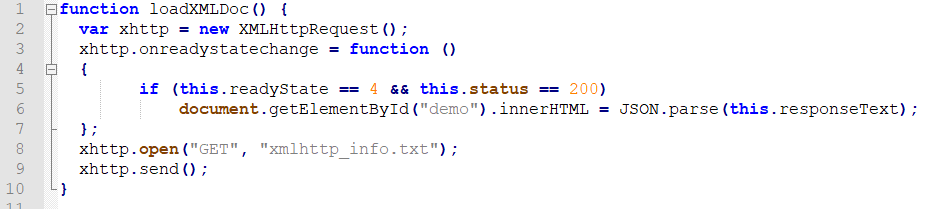 1 function loadXMLDoc() {
2 var xhttp = new XMLHttpRequest();
3 xhttp.onreadystatechange = function ()
4 {
5 if (this.readyState == 4 && this.status == 200)
6 document.getElementById("demo").innerHTML = JSON.parse(this.responseText);
7 };
8 xhttp.open("GET", "xmlhttp_info.txt");
9 xhttp.send();
10 }
11